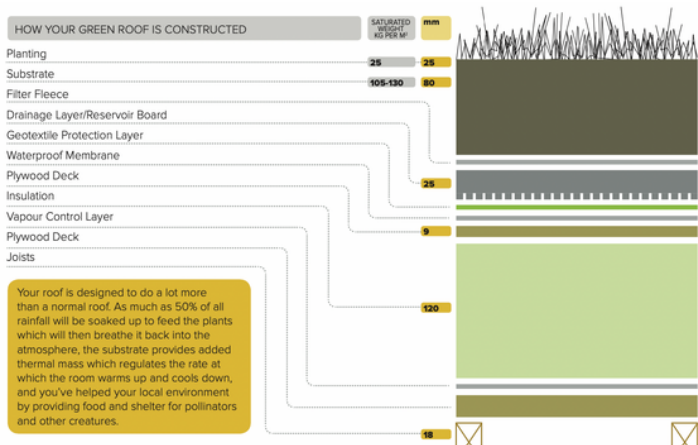 HOW YOUR GREEN ROOF IS CONSTRUCTED
SATURATED
WEIGHT
KG PER M²
mm
Planting
25
25
Substrate
105-130
80
Filter Fleece
Drainage Layer/Reservoir Board
25
Geotextile Protection Layer
Waterproof Membrane
Plywood Deck
9
Insulation
120
Vapour Control Layer
Plywood Deck
18
Joists
Your roof is designed to do a lot more
than a normal roof. As much as 50% of all
rainfall will be soaked up to feed the plants
which will then breathe it back into the
atmosphere, the substrate provides added
thermal mass which regulates the rate at
which the room warms up and cools down,
and you've helped your local environment
by providing food and shelter for pollinators
and other creatures.